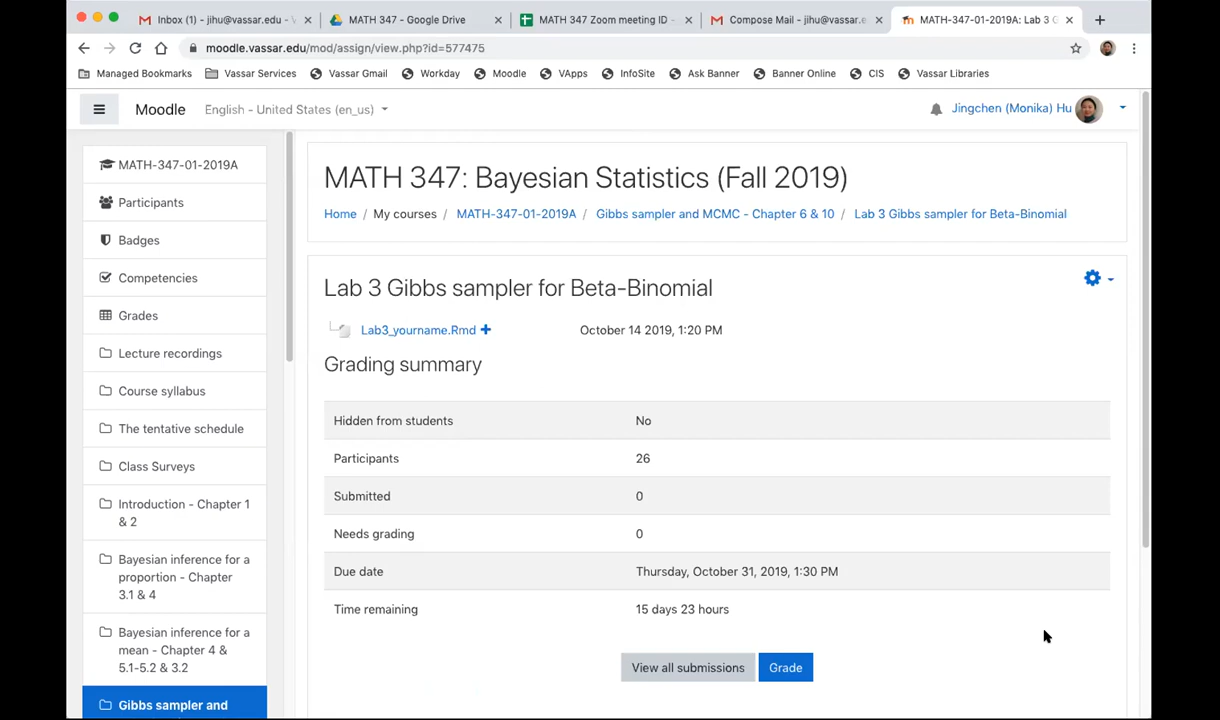 Inbox (1) - jihu@vassar.edu -
MATH 347 - Google Drive
MATH 347 Zoom meeting ID -
Compose Mail - jihu@vassar.e
MATH-347-01-2019A: Lab 3 G
moodle.vassar.edu/mod/assign/view.php?id=577475
Managed Bookmarks
Vassar Services
Vassar Gmail
Workday
Moodle
VApps
InfoSite
Ask Banner
Banner Online
CIS
Vassar Libraries
Moodle
English - United States (en_us)
Jingchen (Monika) Hu
MATH-347-01-2019A
Participants
Badges
Competencies
Grades
Lecture recordings
Course syllabus
The tentative schedule
Class Surveys
Introduction - Chapter 1
& 2
Bayesian inference for a
proportion - Chapter
3.1 & 4
Bayesian inference for a
mean - Chapter 4 &
5.1-5.2 & 3.2
Gibbs sampler and
MATH 347: Bayesian Statistics (Fall 2019)
Home / My courses / MATH-347-01-2019A / Gibbs sampler and MCMC - Chapter 6 & 10 / Lab 3 Gibbs sampler for Beta-Binomial
Lab 3 Gibbs sampler for Beta-Binomial
Lab3_yourname.Rmd + October 14 2019, 1:20 PM
Grading summary
Hidden from students No
Participants 26
Submitted 0
Needs grading 0
Due date Thursday, October 31, 2019, 1:30 PM
Time remaining 15 days 23 hours
View all submissions Grade